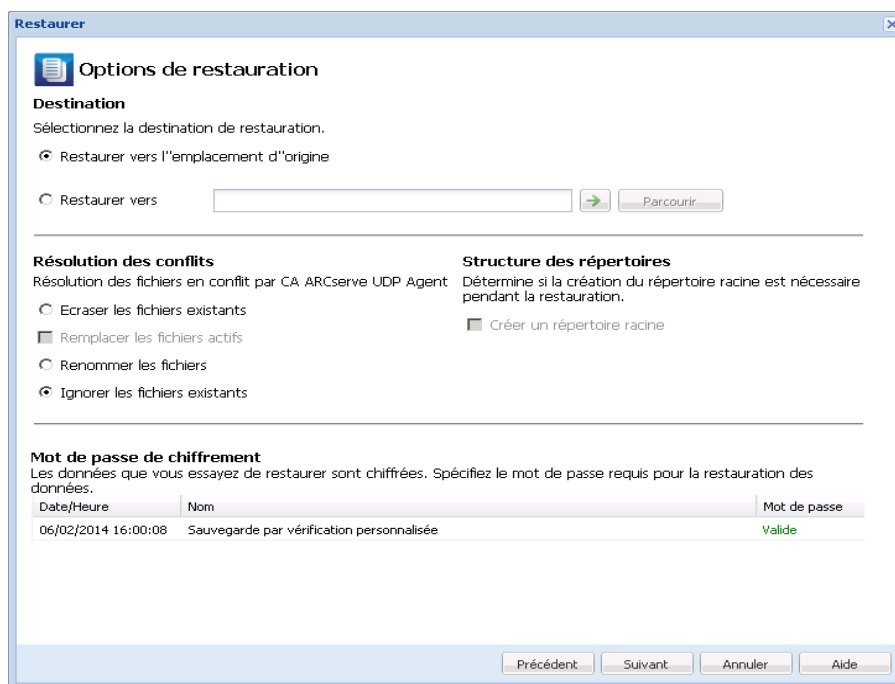 Restaurer
Options de restauration
Destination
Sélectionnez la destination de restauration.
Restaurer vers l''emplacement d''origine
Restaurer vers
Parcourir
Résolution des conflits
Résolution des fichiers en conflit par CA ARCserve UDP Agent
Ecraser les fichiers existants
Remplacer les fichiers actifs
Renommer les fichiers
Ignorer les fichiers existants
Structure des répertoires
Détermine si la création du répertoire racine est nécessaire
pendant la restauration.
Créer un répertoire racine
Mot de passe de chiffrement
Les données que vous essayez de restaurer sont chiffrées. Spécifiez le mot de passe requis pour la restauration des
données.
Date/Heure Nom Mot de passe
06/02/2014 16:00:08 Sauvegarde par vérification personnalisée Valide
Précédent Suivant Annuler Aide